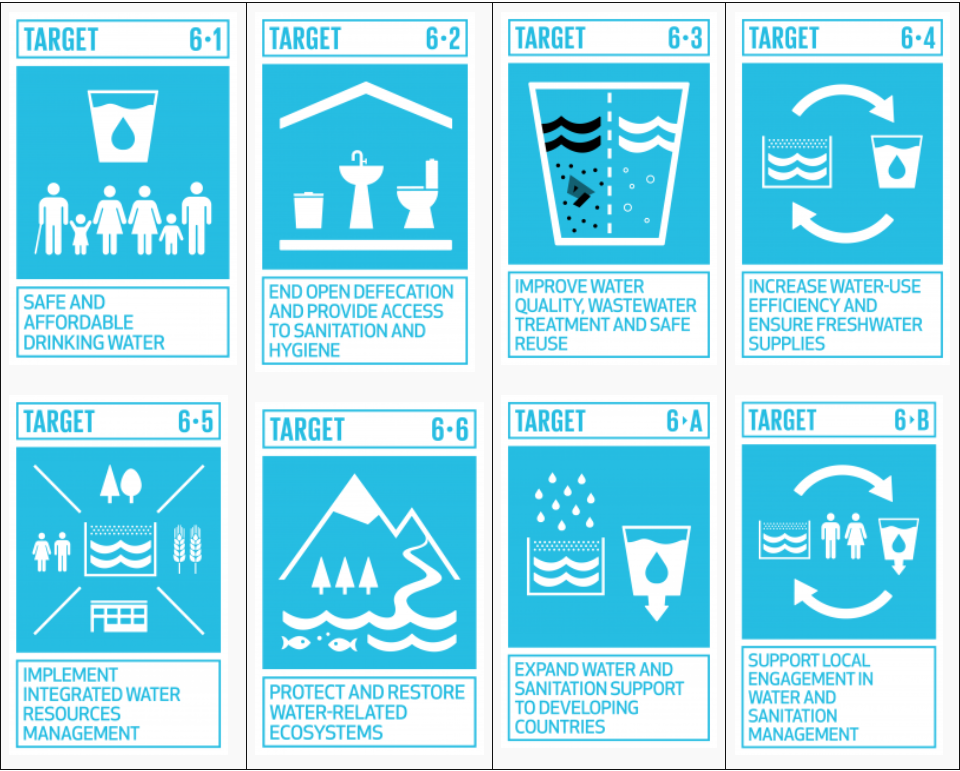 TARGET 6·1
SAFE AND
AFFORDABLE
DRINKING WATER
TARGET 6·2
END OPEN DEFECATION
AND PROVIDE ACCESS
TO SANITATION AND
HYGIENE
TARGET 6·3
IMPROVE WATER
QUALITY, WASTEWATER
TREATMENT AND SAFE
REUSE
TARGET 6·4
INCREASE WATER-USE
EFFICIENCY AND
ENSURE FRESHWATER
SUPPLIES
TARGET 6·5
IMPLEMENT
INTEGRATED WATER
RESOURCES
MANAGEMENT
TARGET 6·6
PROTECT AND RESTORE
WATER-RELATED
ECOSYSTEMS
TARGET 6▸A
EXPAND WATER AND
SANITATION SUPPORT
TO DEVELOPING
COUNTRIES
TARGET 6▸B
SUPPORT LOCAL
ENGAGEMENT IN
WATER AND
SANITATION
MANAGEMENT